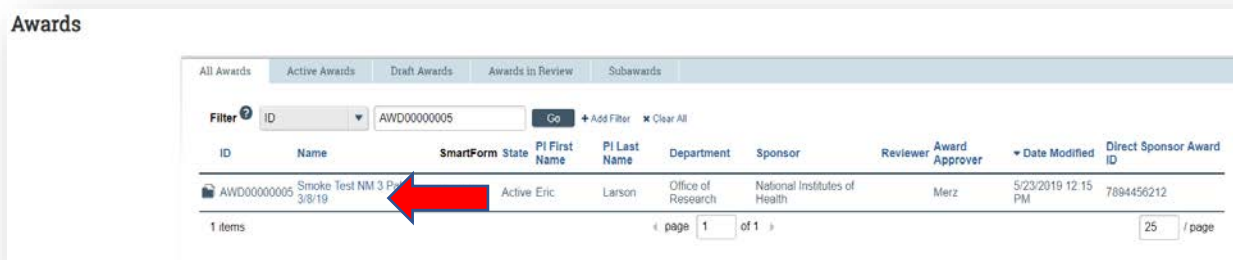 Awards
All Awards Active Awards Draft Awards Awards in Review Subawards
Filter ? ID AWD00000005 Go + Add Filter × Clear All
ID Name SmartForm State PI First Name PI Last Name Department Sponsor Reviewer Award Approver Date Modified Direct Sponsor Award ID
AWD00000005 Smoke Test NM 3 3/8/19 Active Eric Larson Office of Research National Institutes of Health Merz 5/23/2019 12:15 PM 7894456212
1 items page 1 of 1 25 / page